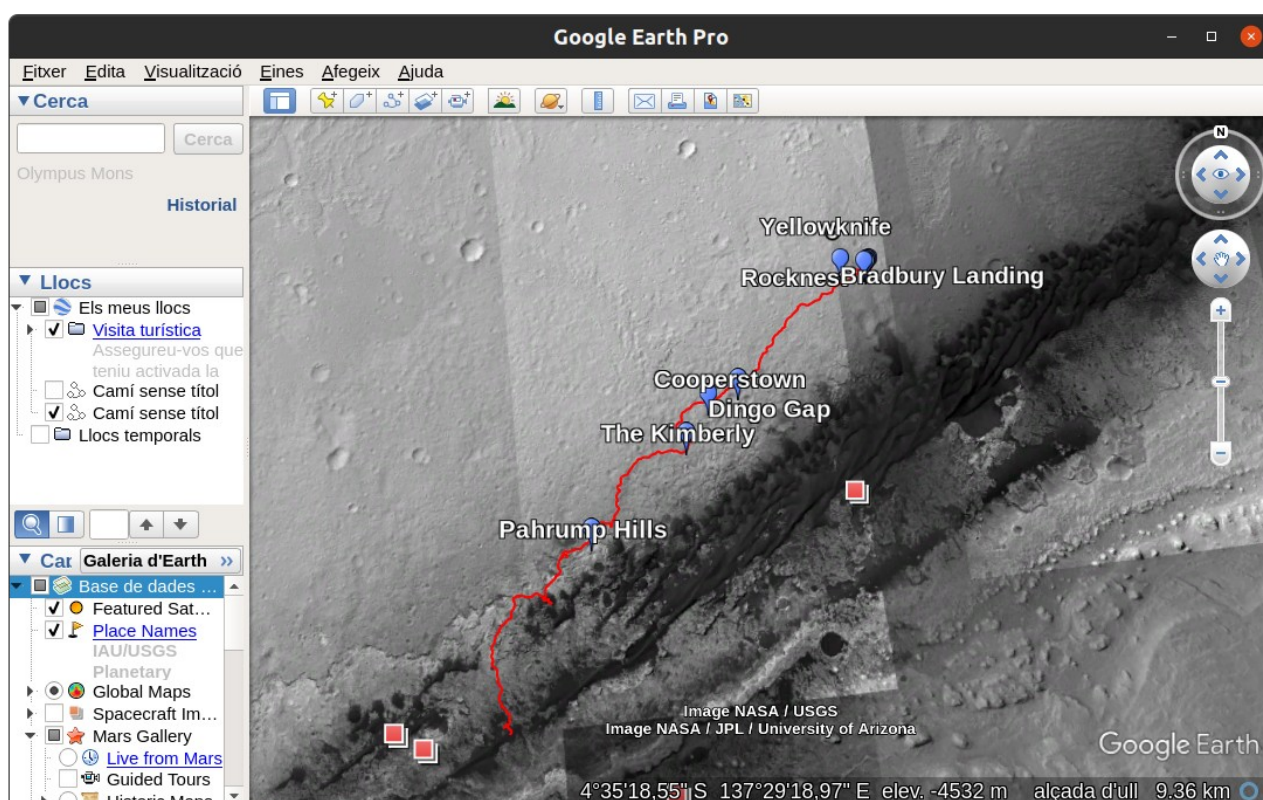 Google Earth Pro
Fitxer Edita Visualització Eines Afegeix Ajuda
Cerca
Cerca
Olympus Mons
Historial
Llocs
Els meus llocs
Visita turística
Assegureu-vos que
teniu activada la
Camí sense títol
Camí sense títol
Llocs temporals
Car Galeria d'Earth »
Base de dades ...
Featured Sat...
Place Names
IAU/USGS
Planetary
Global Maps
Spacecraft Im...
Mars Gallery
Live from Mars
Guided Tours
N
Yellowknife
Rocknes Bradbury Landing
Cooperstown
Dingo Gap
The Kimberly
Pahrump Hills
Image NASA / USGS
Image NASA / JPL / University of Arizona
Google Earth
4°35'18,55" S 137°29'18,97" E elev. -4532 m alçada d'ull 9.36 km